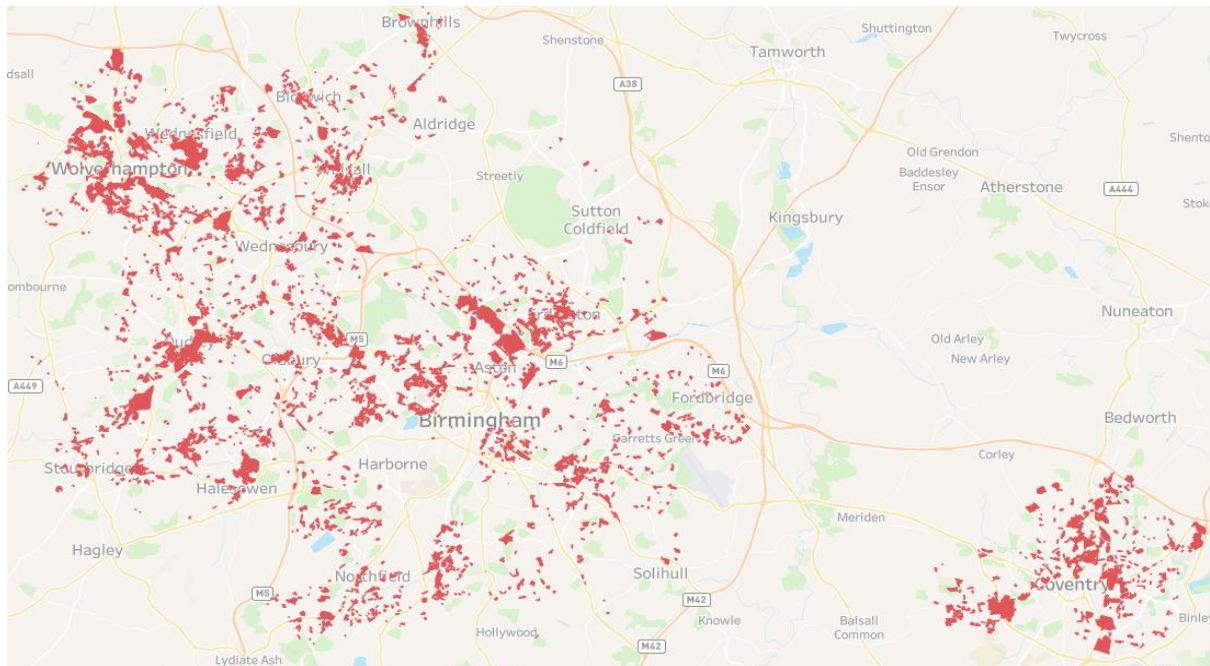 Brownhills
Shenstone
Shuttington
Twycross
Tamworth
dsall
A38
Bloxwich
Aldridge
Wednesfield
Shento
Old Grendon
Wolverhampton
Walsall
Streetly
Baddesley
Ensor
Atherstone
A444
Stoke
Sutton
Coldfield
Kingsbury
Wednesbury
ombourne
Nuneaton
Erdington
Dudley
M5
Old Arley
Oldbury
Aston
M6
New Arley
A449
M6
Fordbridge
Birmingham
Bedworth
Garretts Green
Corley
Stourbridge
Harborne
Halesowen
Meriden
Hagley
Northfield
Solihull
Coventry
M5
M42
Knowle
Balsall
Common
Binley
Hollywood
M42
Lydiate Ash